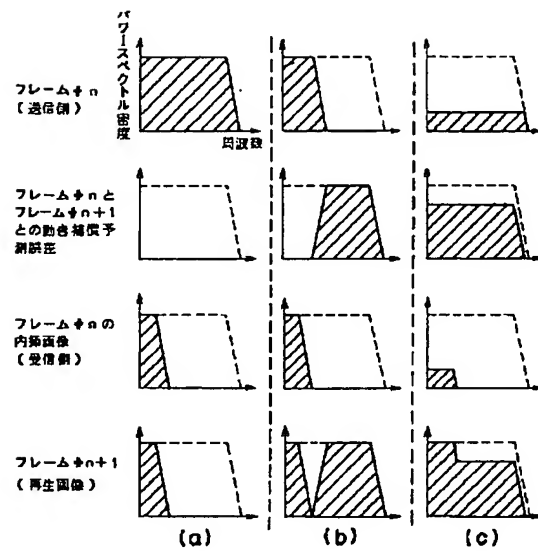 パワースペクトル密度
周波数
フレーム#n
(送信側)
フレーム#nと
フレーム#n+1
との動き補償予
測誤差
フレーム#nの
内挿画像
(受信側)
フレーム#n+1
(再生画像)
(a) (b) (c)